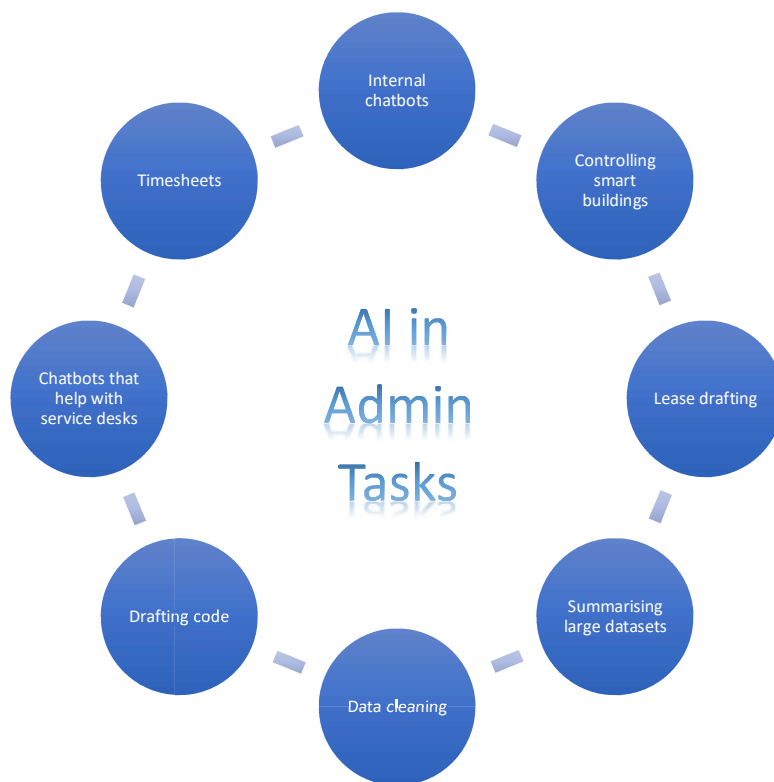 Internal
chatbots
Controlling
smart
buildings
Lease drafting
Summarising
large datasets
Data cleaning
Drafting code
Chatbots that
help with
service desks
Timesheets
AI in
Admin
Tasks